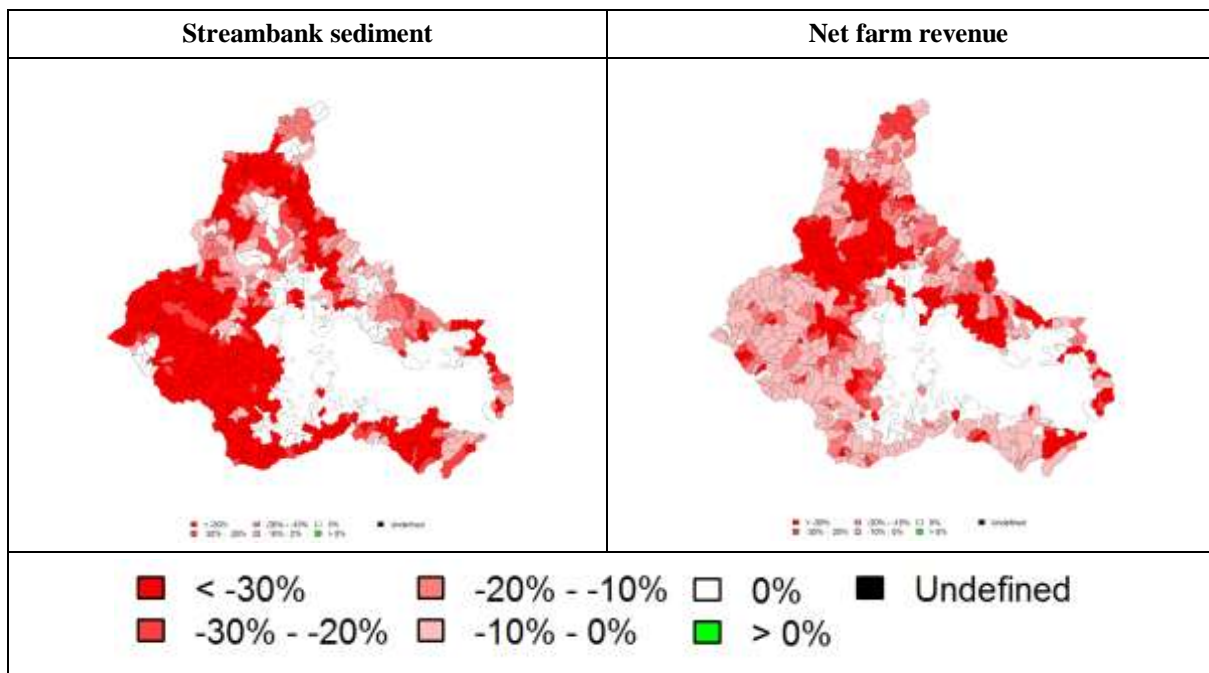 Streambank sediment
Net farm revenue
< -30%
-20% - -10%
0%
Undefined
-30% - -20%
-10% - 0%
> 0%